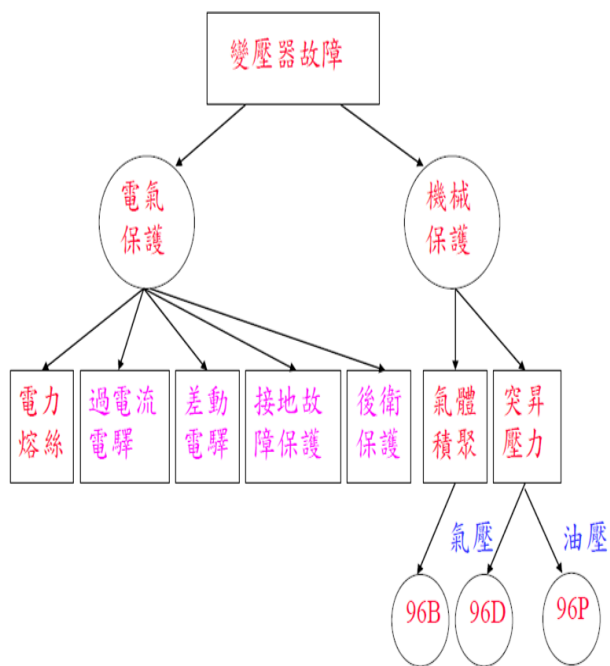 變壓器故障
電氣
保護
機械
保護
電力
熔絲
過電流
電驛
差動
電驛
接地故
障保護
後衛
保護
氣體
積聚
突昇
壓力
氣壓
油壓
96B
96D
96P